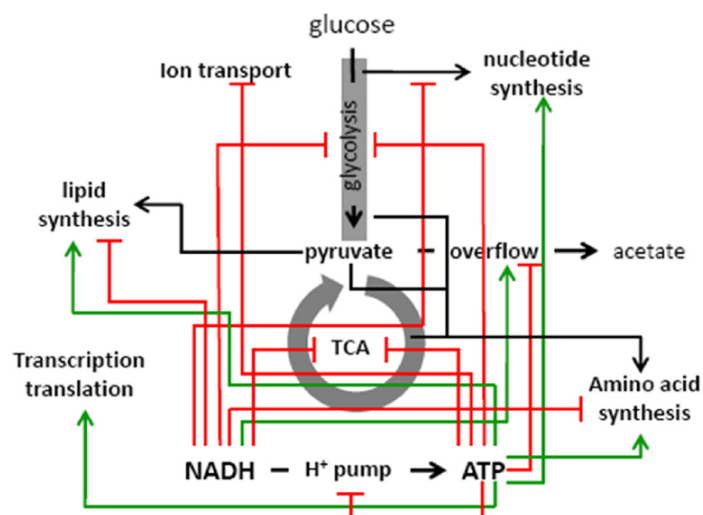 glucose
Ion transport
nucleotide
synthesis
glycolysis
lipid
synthesis
pyruvate – overflow → acetate
TCA
Transcription
translation
Amino acid
synthesis
NADH – H⁺ pump → ATP